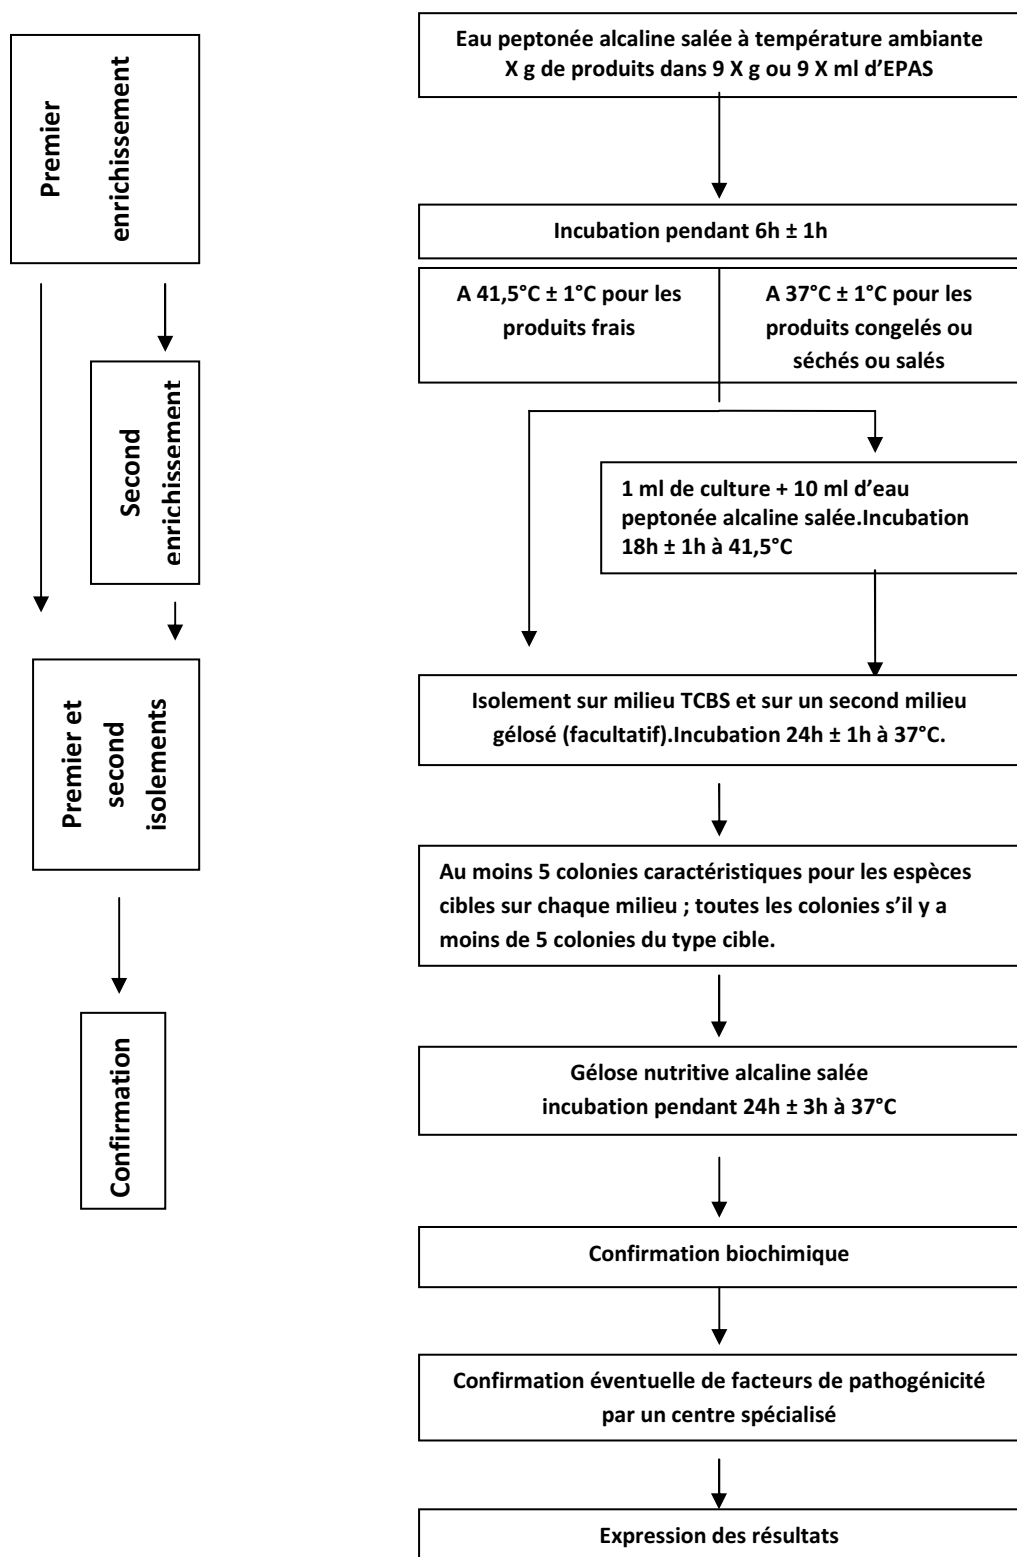 Premier
enrichissement
Second
enrichissement
Premier et
second
isolements
Confirmation
Eau peptonée alcaline salée à température ambiante
X g de produits dans 9 X g ou 9 X ml d’EPAS
Incubation pendant 6h ± 1h
A 41,5°C ± 1°C pour les
produits frais
A 37°C ± 1°C pour les
produits congelés ou
séchés ou salés
1 ml de culture + 10 ml d’eau
peptonée alcaline salée.Incubation
18h ± 1h à 41,5°C
Isolement sur milieu TCBS et sur un second milieu
gélosé (facultatif).Incubation 24h ± 1h à 37°C.
Au moins 5 colonies caractéristiques pour les espèces
cibles sur chaque milieu ; toutes les colonies s’il y a
moins de 5 colonies du type cible.
Gélose nutritive alcaline salée
incubation pendant 24h ± 3h à 37°C
Confirmation biochimique
Confirmation éventuelle de facteurs de pathogénicité
par un centre spécialisé
Expression des résultats